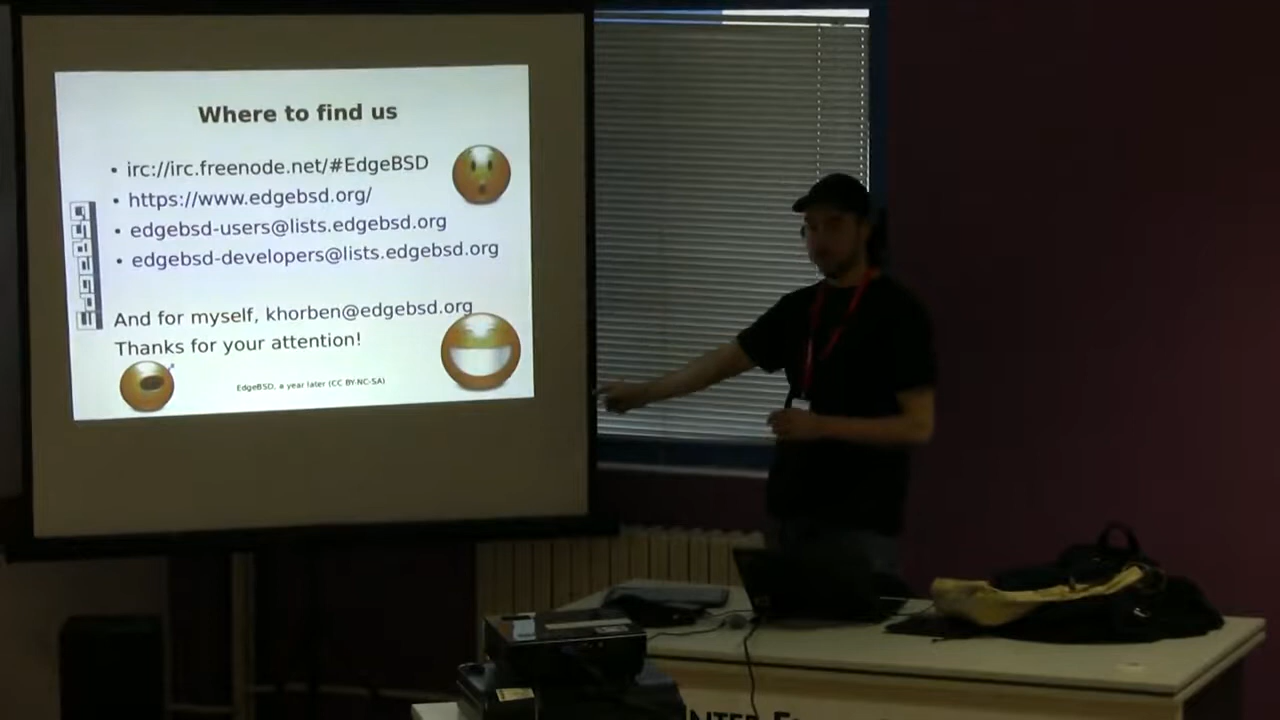 Where to find us
• irc://irc.freenode.net/#EdgeBSD
• https://www.edgebsd.org/
• edgebsd-users@lists.edgebsd.org
• edgebsd-developers@lists.edgebsd.org
And for myself, khorben@edgebsd.org
Thanks for your attention!
EdgeBSD, a year later (CC BY-NC-SA)